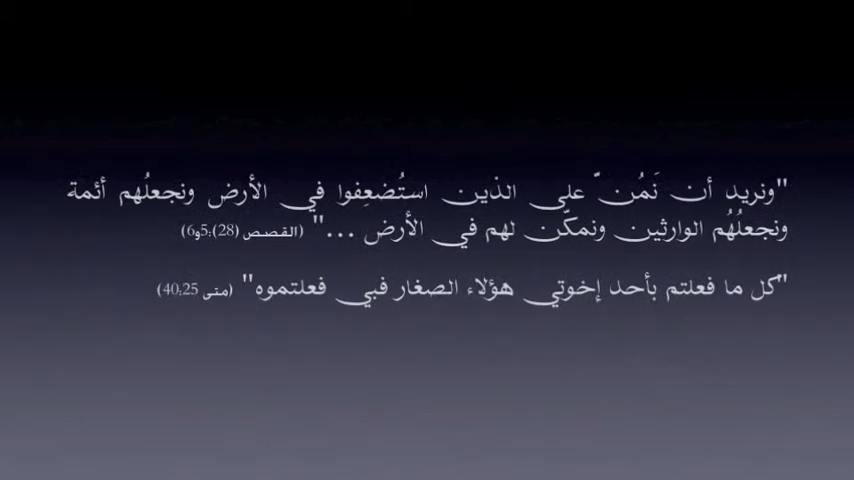 "ونريد أن نَمُنّ على الذين استُضعِفوا في الأرض ونجعلُهم أئمة
ونجعلُهُم الوارثين ونمكّن لهم في الأرض ..." (القصص (28):5و6)
"كل ما فعلتم بأحد إخوتي هؤلاء الصغار فبي فعلتموه" (متى 40:25)